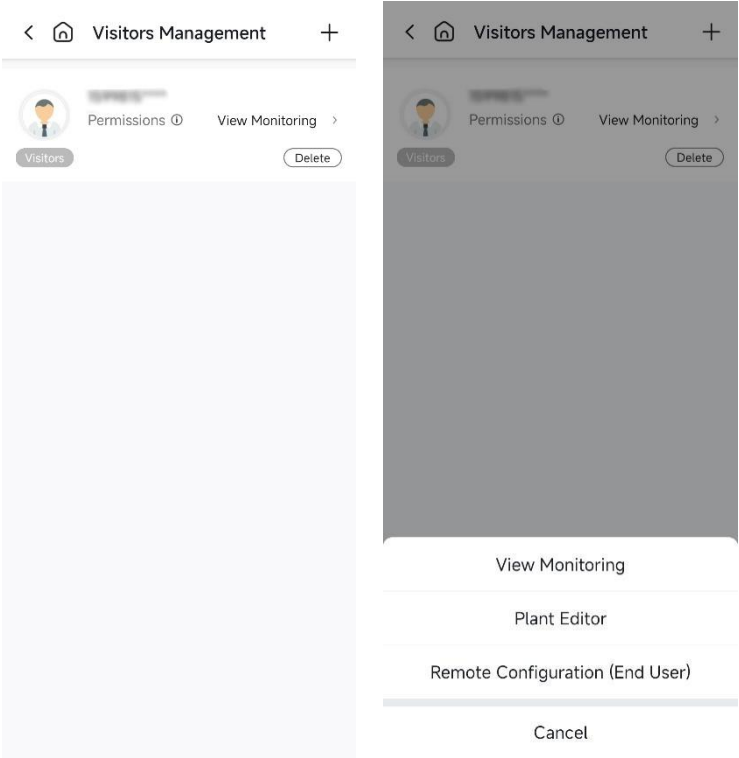 Visitors Management
Permissions
View Monitoring
Visitors
Delete
Visitors Management
Permissions
View Monitoring
Visitors
Delete
View Monitoring
Plant Editor
Remote Configuration (End User)
Cancel